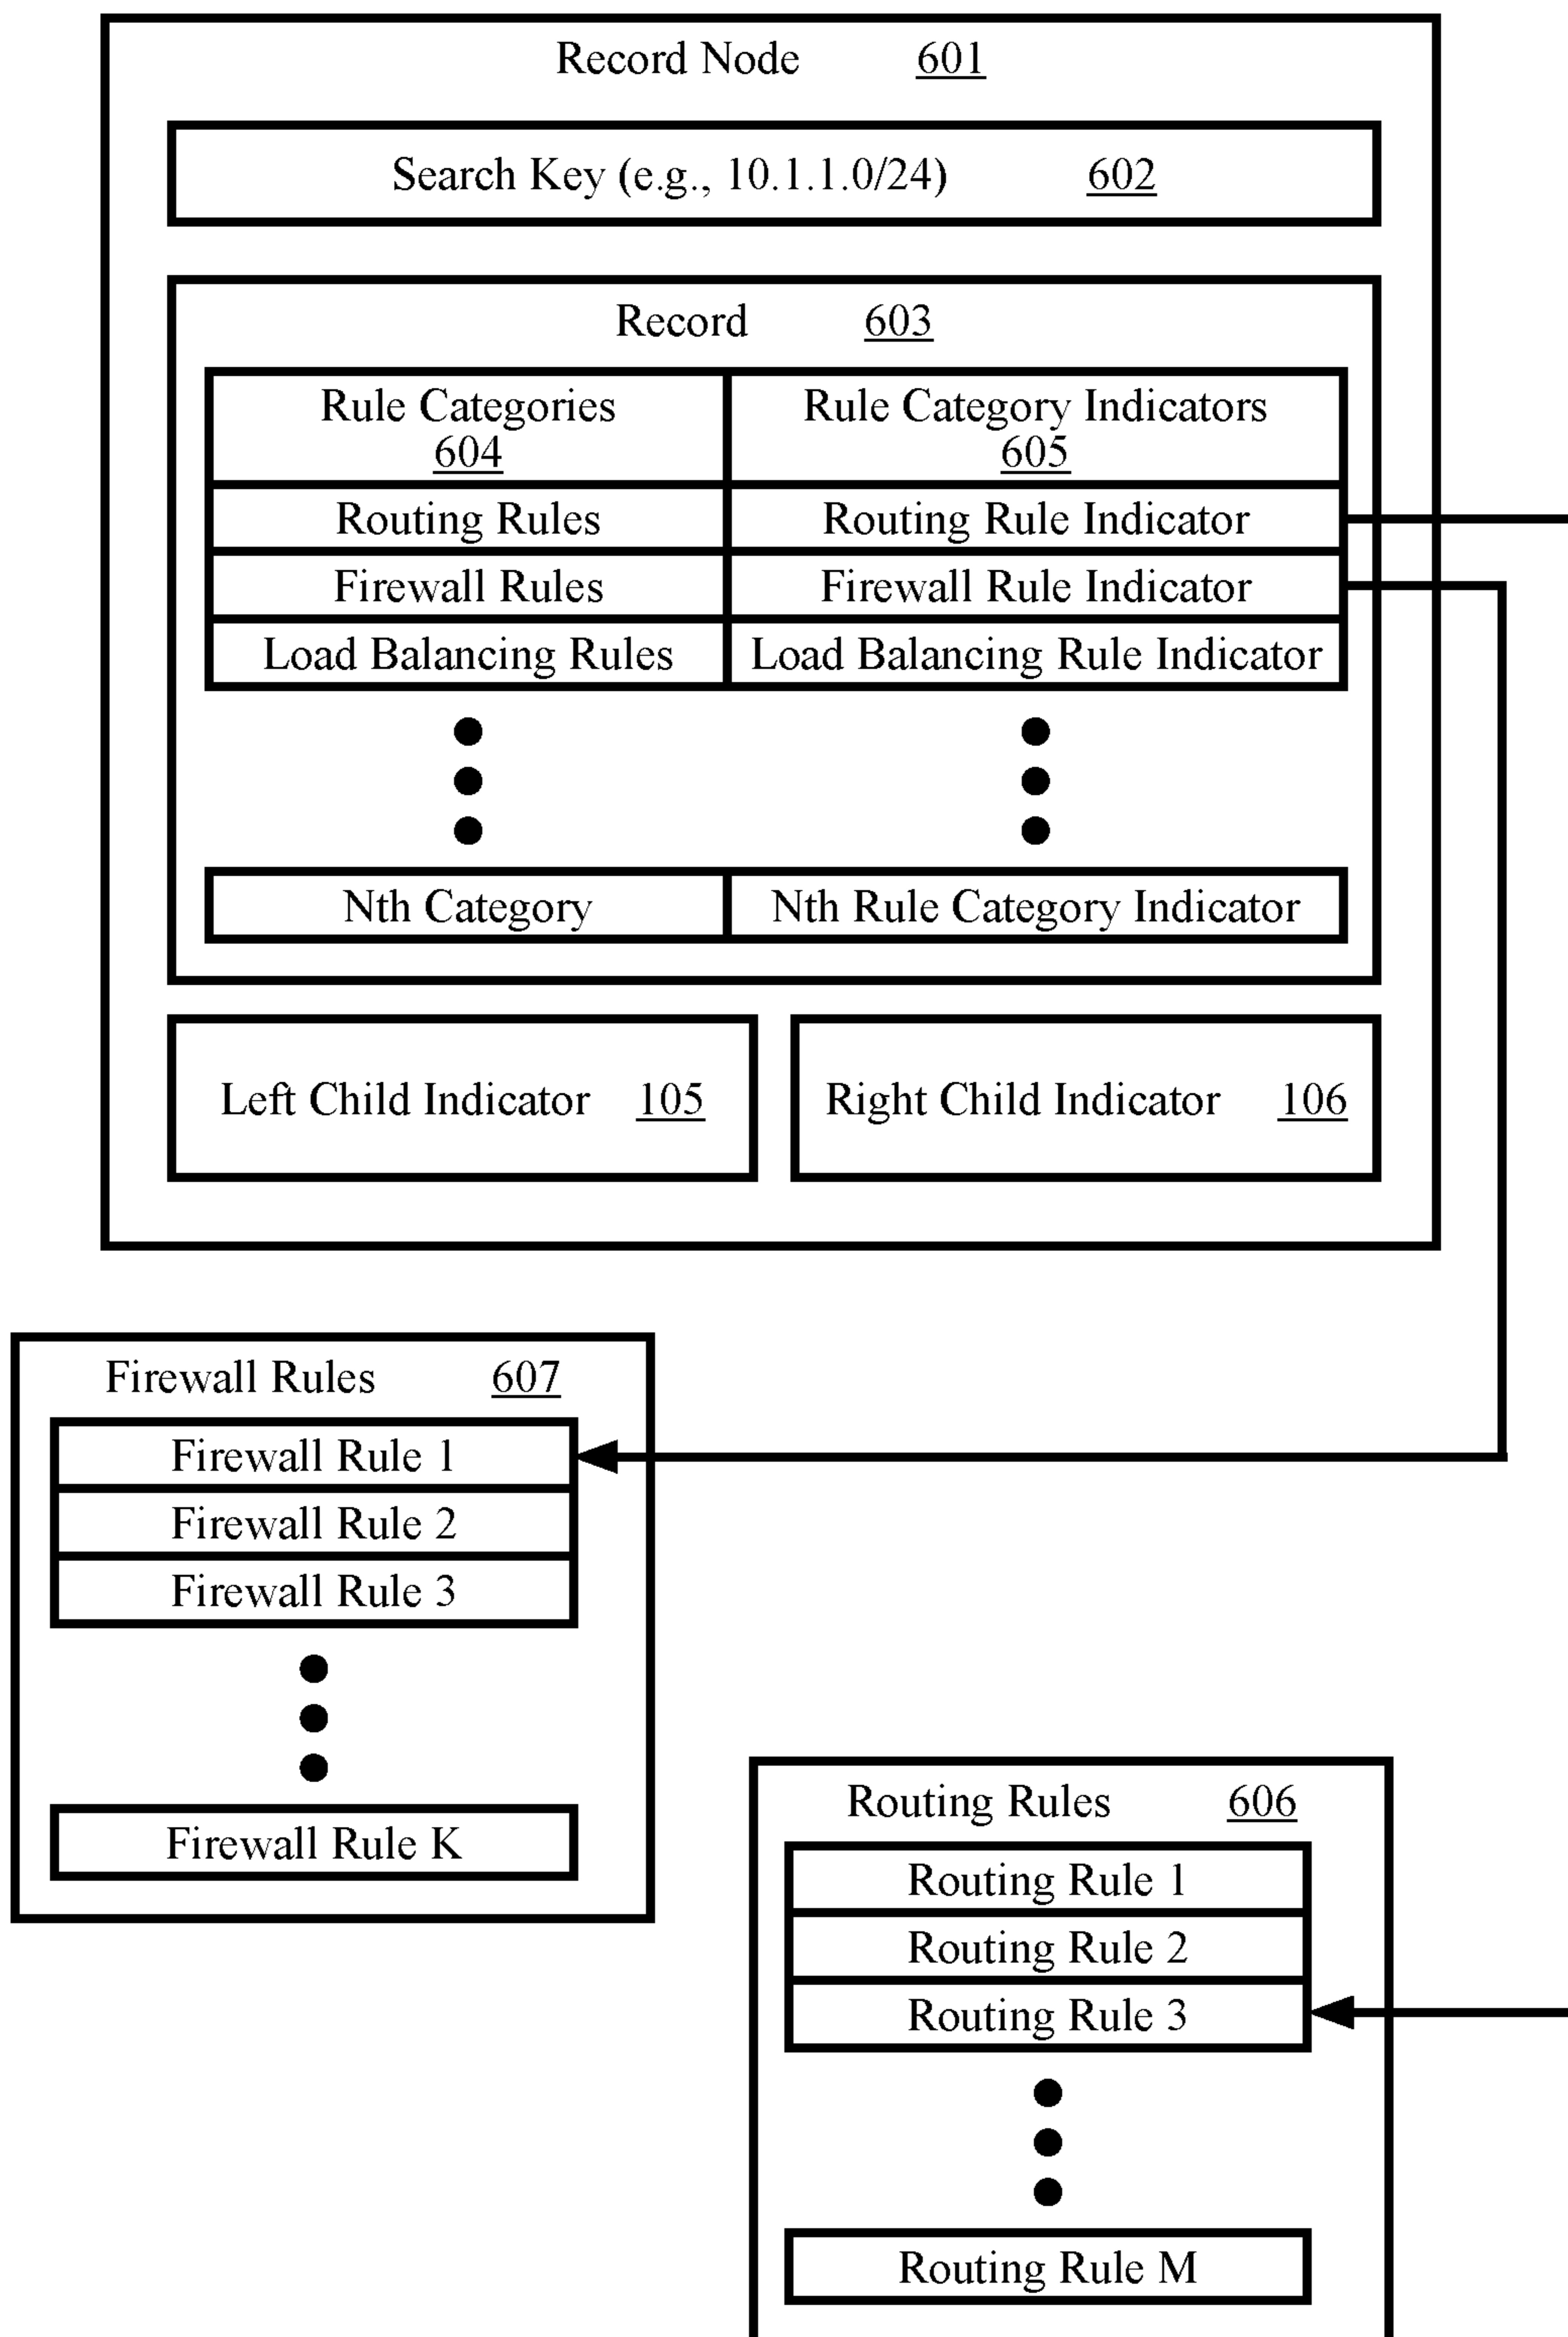 Record Node 601
Search Key (e.g., 10.1.1.0/24) 602
Record 603
Rule Categories Rule Category Indicators
604 605
Routing Rules Routing Rule Indicator
Firewall Rules Firewall Rule Indicator
Load Balancing Rules Load Balancing Rule Indicator
Nth Category Nth Rule Category Indicator
Left Child Indicator 105 Right Child Indicator 106
Firewall Rules 607
Firewall Rule 1
Firewall Rule 2
Firewall Rule 3
Firewall Rule K
Routing Rules 606
Routing Rule 1
Routing Rule 2
Routing Rule 3
Routing Rule M